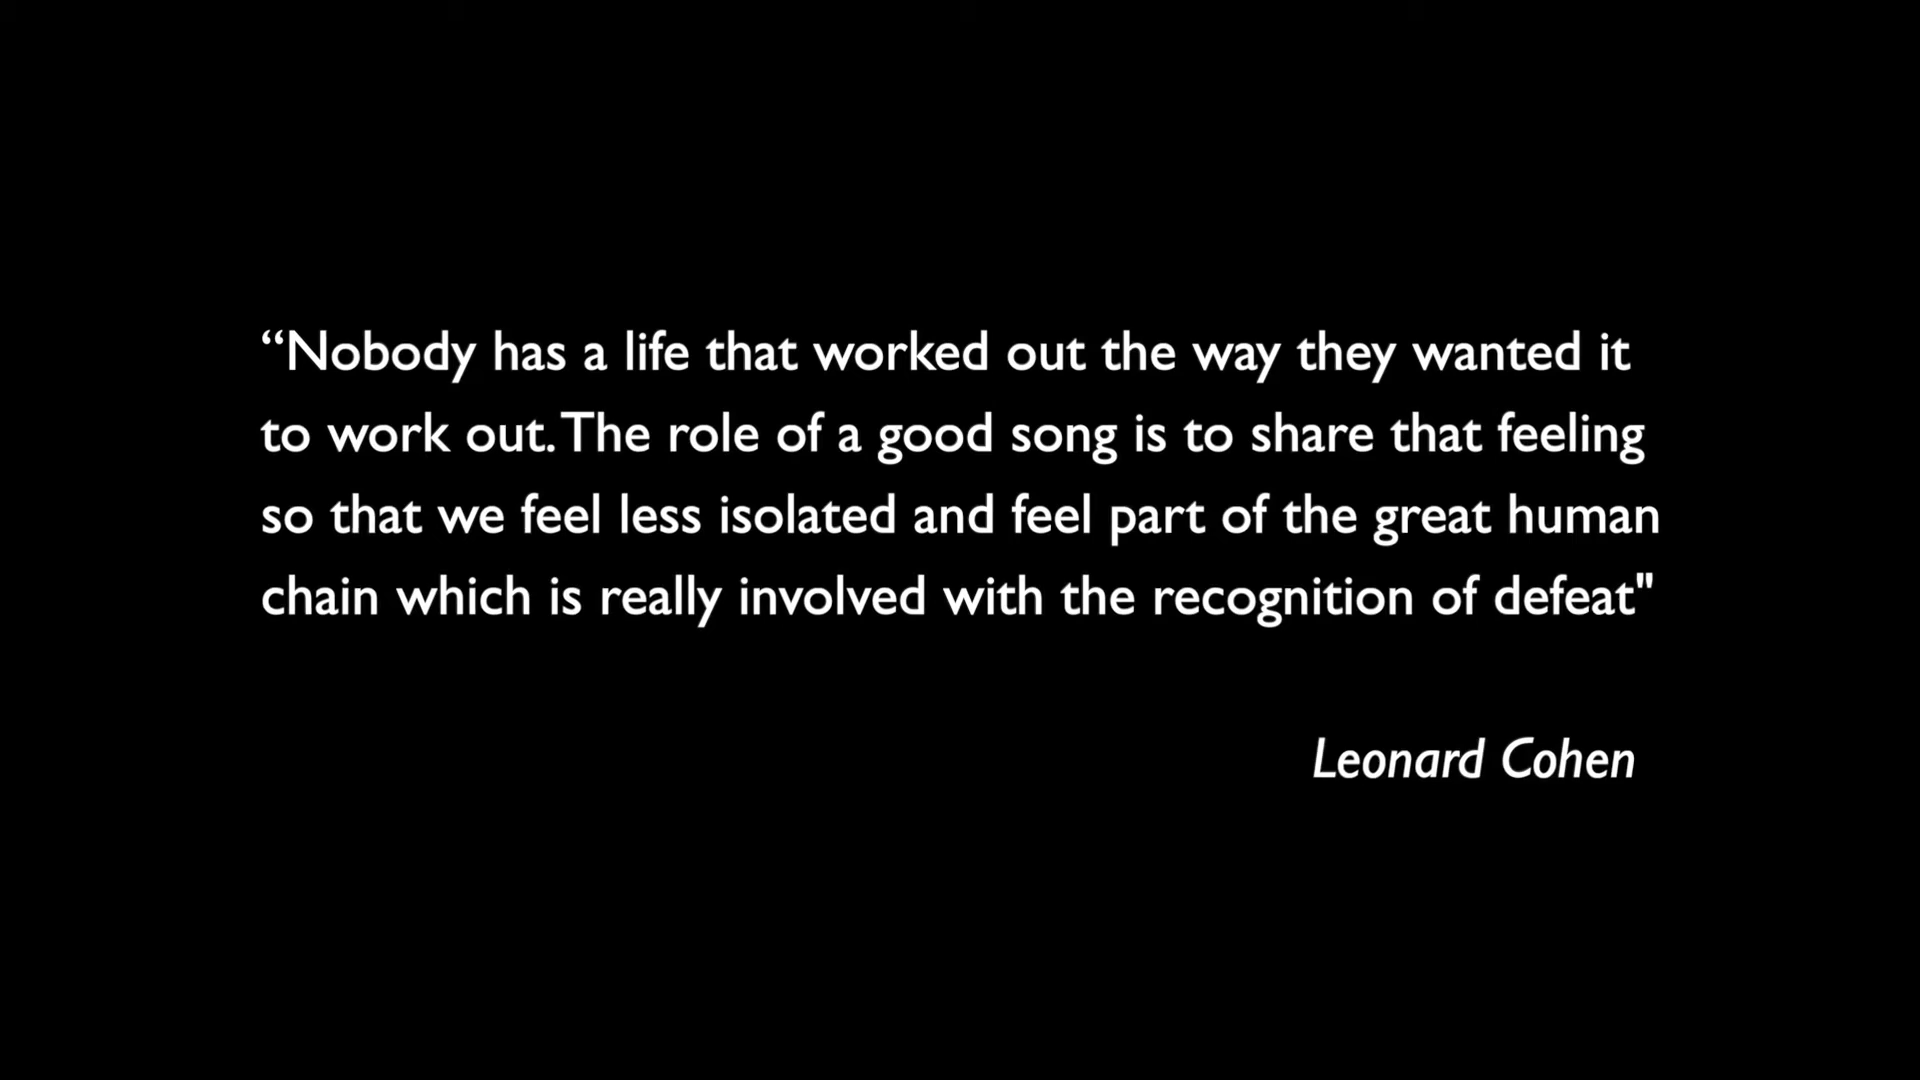 “Nobody has a life that worked out the way they wanted it
to work out. The role of a good song is to share that feeling
so that we feel less isolated and feel part of the great human
chain which is really involved with the recognition of defeat"
Leonard Cohen